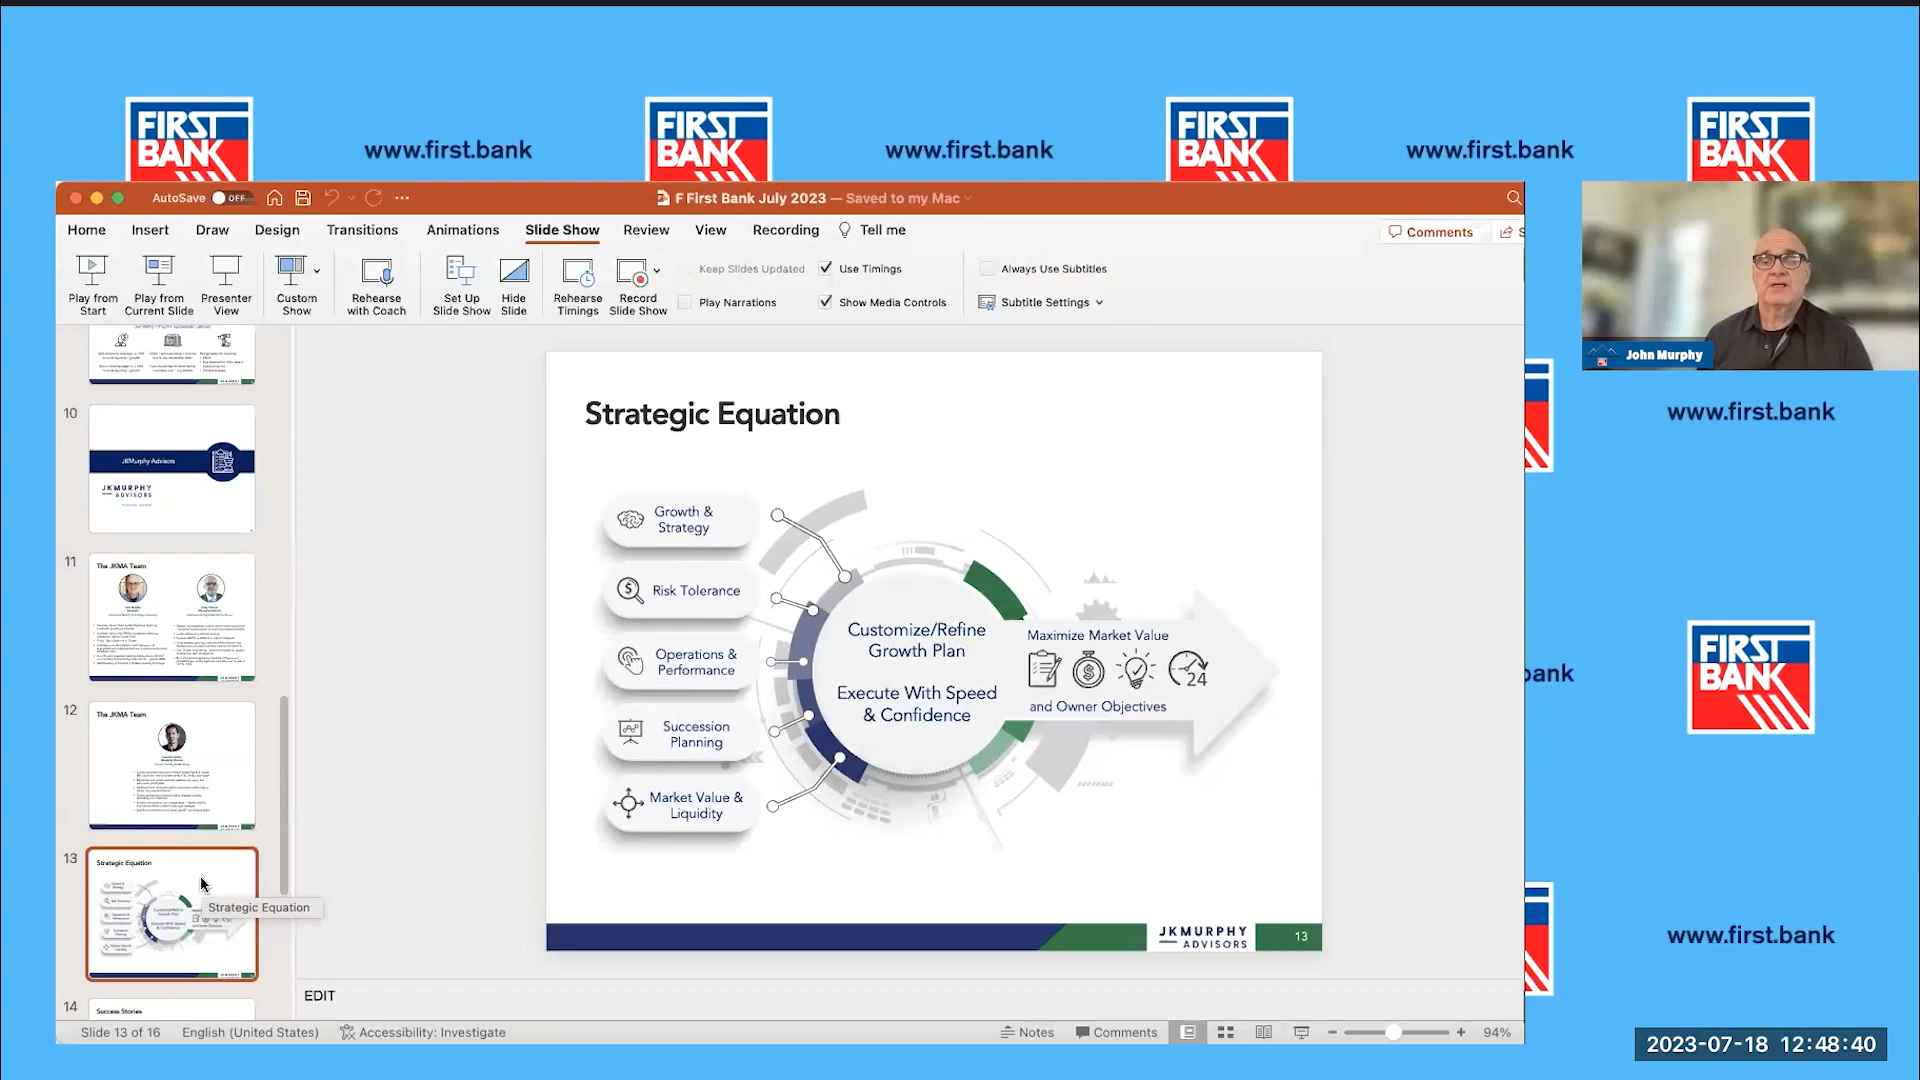 FIRST
BANK
www.first.bank
FIRST
BANK
www.first.bank
FIRST
BANK
www.first.bank
FIRST
BANK
AutoSave OFF
F First Bank July 2023 — Saved to my Mac
Home Insert Draw Design Transitions Animations Slide Show Review View Recording Tell me
Comments
S
Play from
Start
Play from
Current Slide
Presenter
View
Custom
Show
Rehearse
with Coach
Set Up
Slide Show
Hide
Slide
Rehearse
Timings
Record
Slide Show
Keep Slides Updated
Use Timings
Play Narrations
Show Media Controls
Always Use Subtitles
Subtitle Settings
John Murphy
www.first.bank
10
JKMurphy Advisors
JKMURPHY
ADVISORS
11
The JKMA Team
12
The JKMA Team
13
Strategic Equation
Strategic Equation
14
Success Stories
Strategic Equation
Growth &
Strategy
Risk Tolerance
Operations &
Performance
Succession
Planning
Market Value &
Liquidity
Customize/Refine
Growth Plan
Execute With Speed
& Confidence
Maximize Market Value
24
and Owner Objectives
JKMURPHY
ADVISORS
13
EDIT
Slide 13 of 16
English (United States)
Accessibility: Investigate
Notes
Comments
94%
bank
FIRST
BANK
www.first.bank
2023-07-18 12:48:40